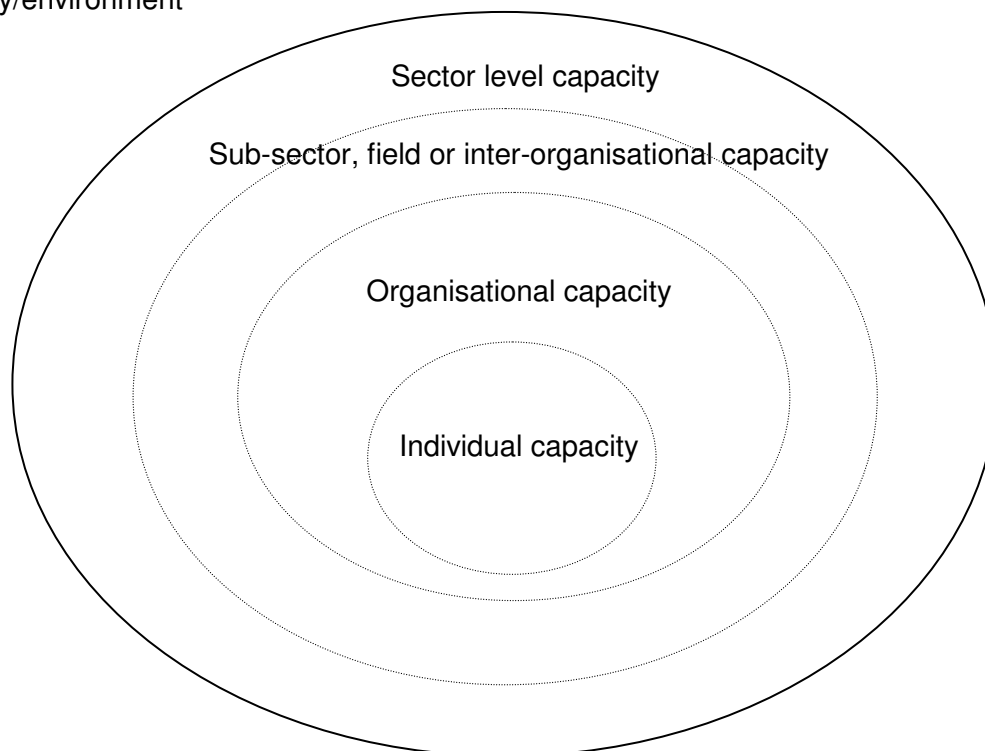 y/environment
Sector level capacity
Sub-sector, field or inter-organisational capacity
Organisational capacity
Individual capacity